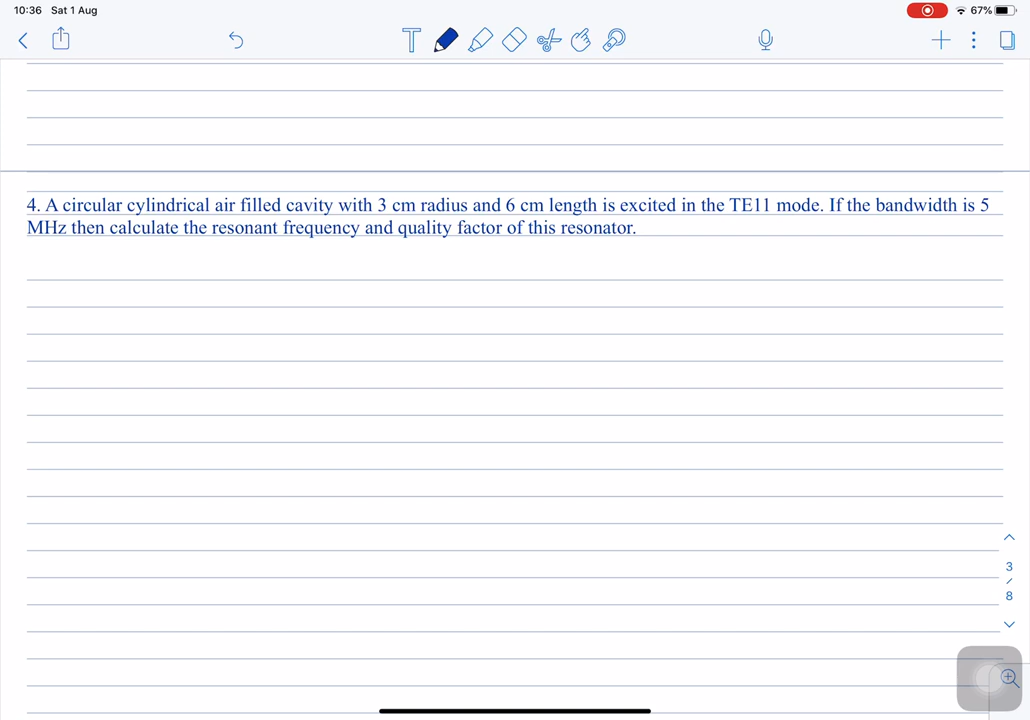 10:36 Sat 1 Aug 67%
T
4. A circular cylindrical air filled cavity with 3 cm radius and 6 cm length is excited in the TE11 mode. If the bandwidth is 5
MHz then calculate the resonant frequency and quality factor of this resonator.
3
/
8